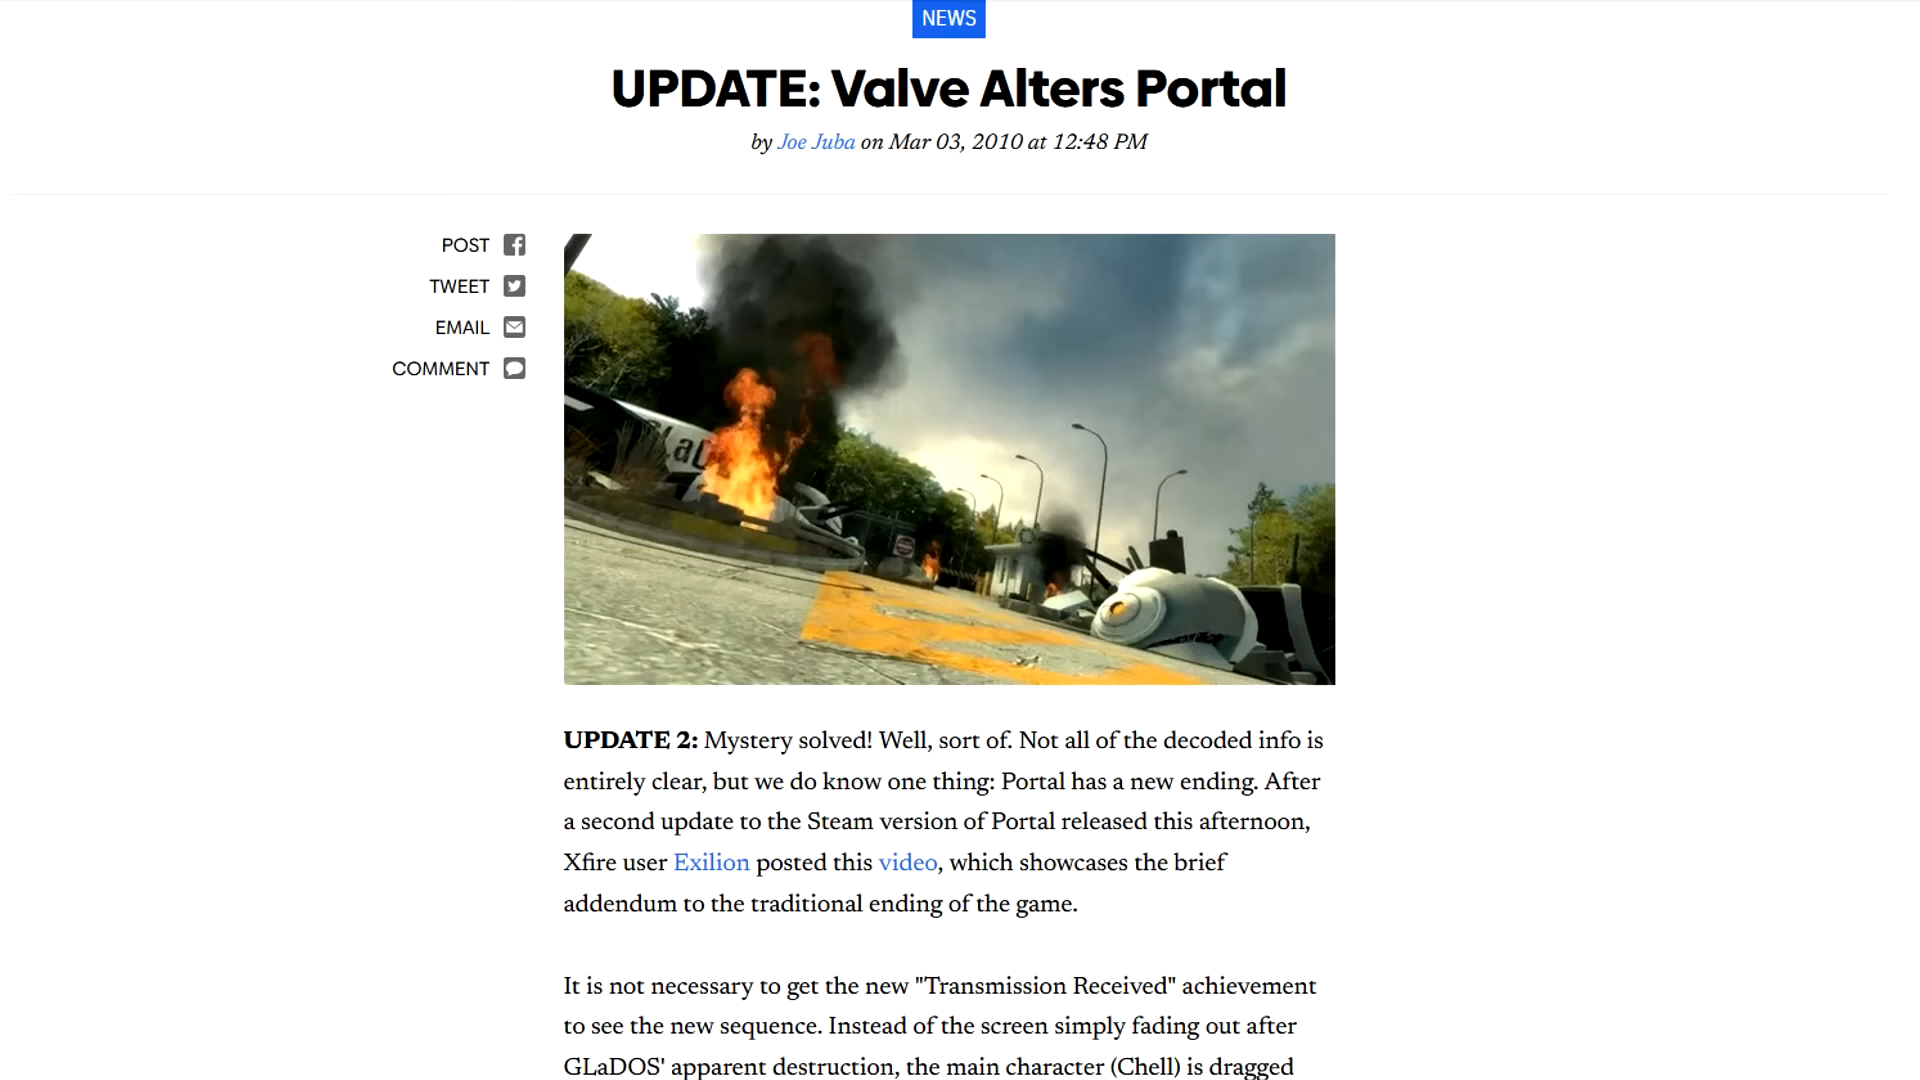 NEWS
UPDATE: Valve Alters Portal
by Joe Juba on Mar 03, 2010 at 12:48 PM
POST
TWEET
EMAIL
COMMENT
UPDATE 2: Mystery solved! Well, sort of. Not all of the decoded info is
entirely clear, but we do know one thing: Portal has a new ending. After
a second update to the Steam version of Portal released this afternoon,
Xfire user Exilion posted this video, which showcases the brief
addendum to the traditional ending of the game.
It is not necessary to get the new "Transmission Received" achievement
to see the new sequence. Instead of the screen simply fading out after
GLaDOS' apparent destruction, the main character (Chell) is dragged